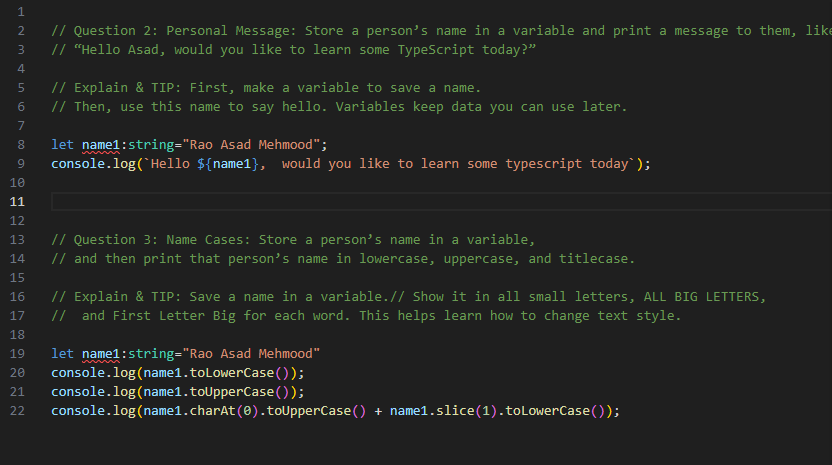 1
2 // Question 2: Personal Message: Store a person’s name in a variable and print a message to them, like
3 // “Hello Asad, would you like to learn some TypeScript today?”
4
5 // Explain & TIP: First, make a variable to save a name.
6 // Then, use this name to say hello. Variables keep data you can use later.
7
8 let name1:string="Rao Asad Mehmood";
9 console.log(`Hello ${name1},  would you like to learn some typescript today`);
10
11
12
13 // Question 3: Name Cases: Store a person’s name in a variable,
14 // and then print that person’s name in lowercase, uppercase, and titlecase.
15
16 // Explain & TIP: Save a name in a variable.// Show it in all small letters, ALL BIG LETTERS,
17 //  and First Letter Big for each word. This helps learn how to change text style.
18
19 let name1:string="Rao Asad Mehmood"
20 console.log(name1.toLowerCase());
21 console.log(name1.toUpperCase());
22 console.log(name1.charAt(0).toUpperCase() + name1.slice(1).toLowerCase());